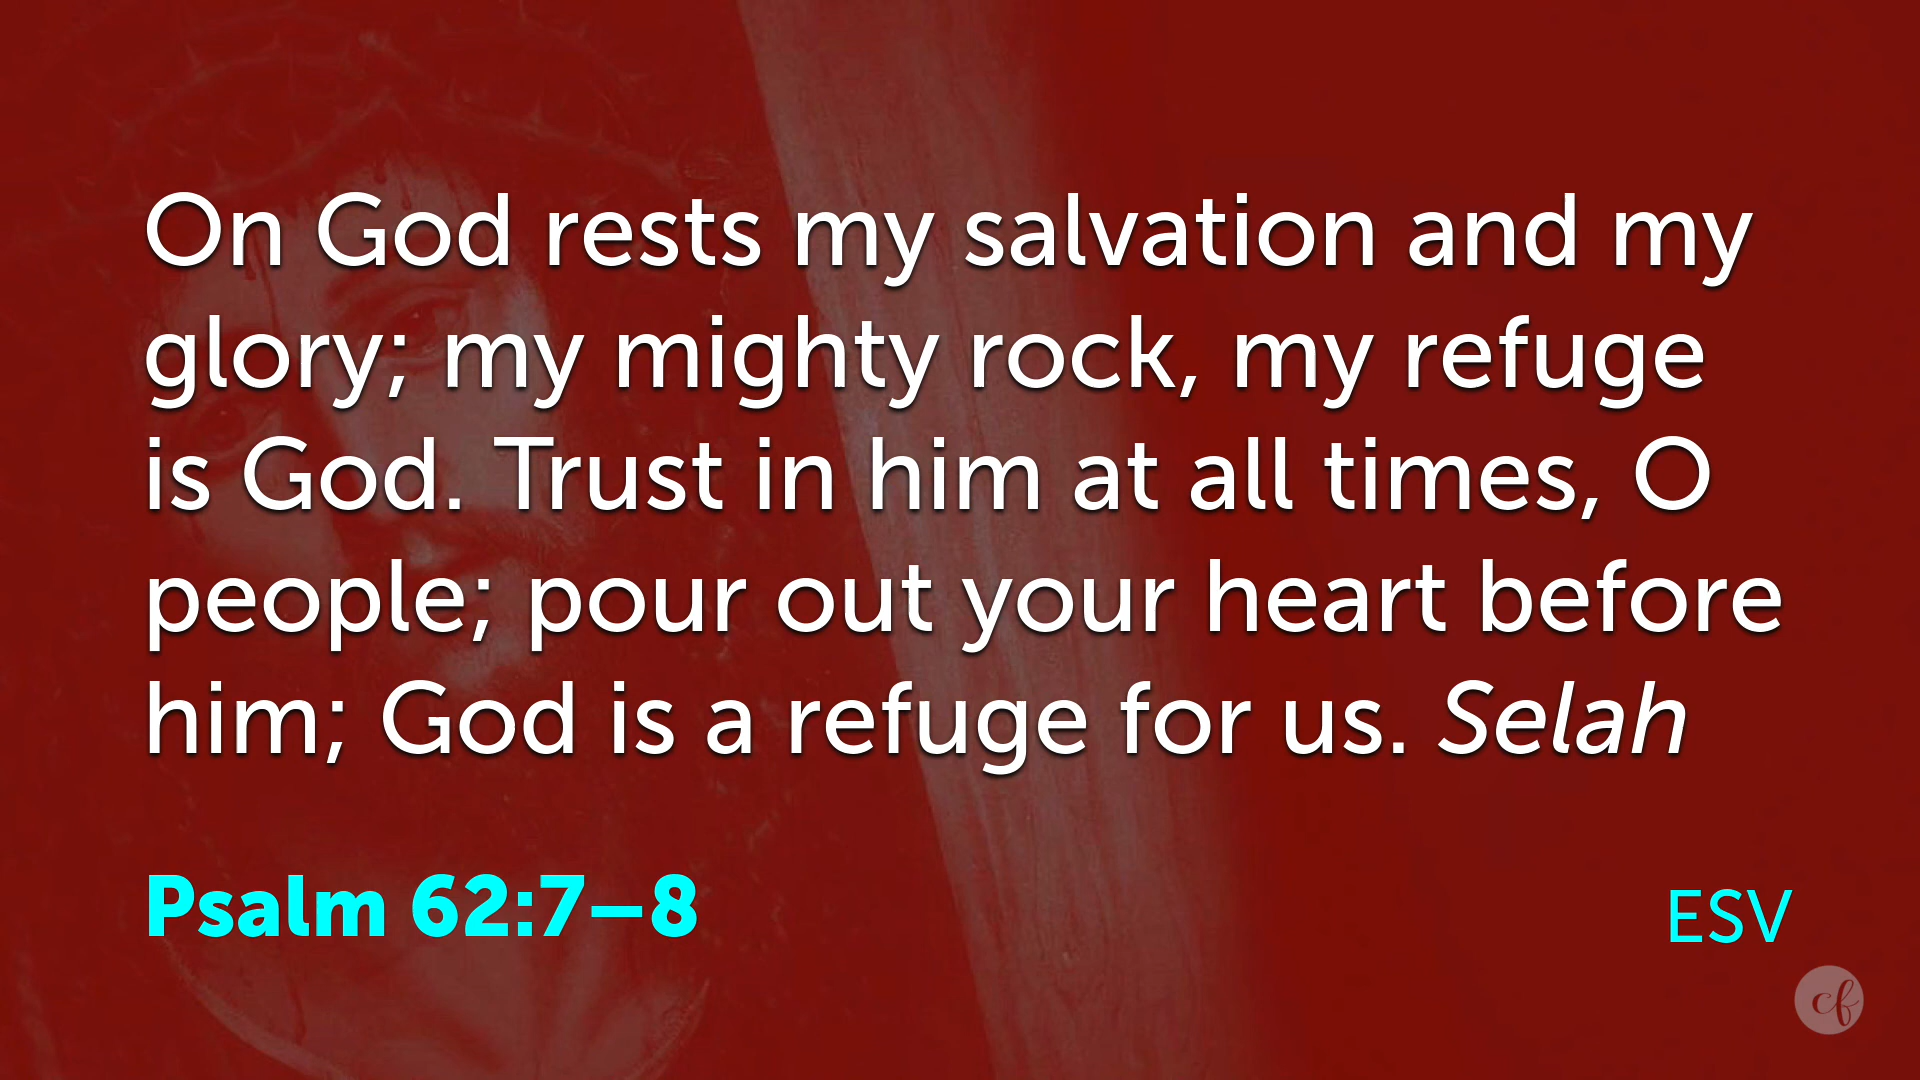 On God rests my salvation and my
glory; my mighty rock, my refuge
is God. Trust in him at all times, O
people; pour out your heart before
him; God is a refuge for us. Selah
Psalm 62:7–8
ESV
cf